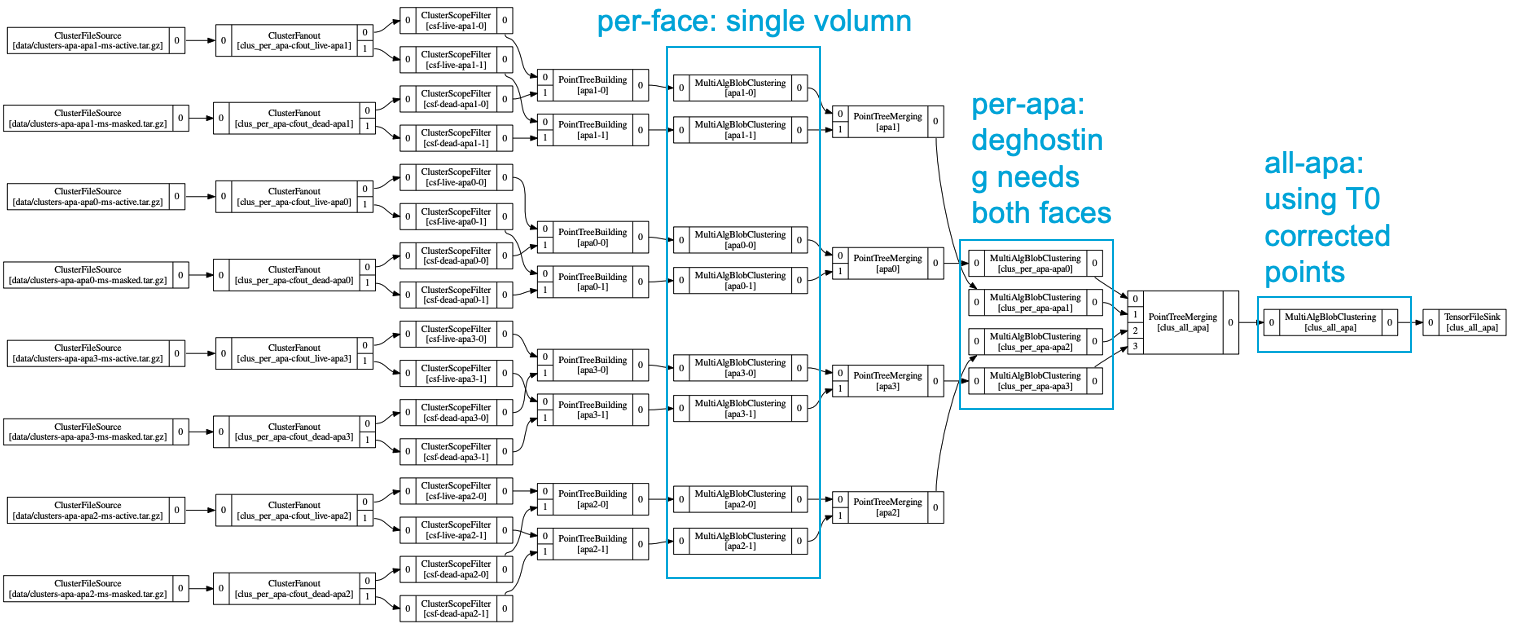 per-face: single volumn
per-apa:
deghostin
g needs
both faces
all-apa:
using T0
corrected
points
ClusterFileSource
[data/clusters-apa-apa1-ms-active.tar.gz]
0
0
ClusterFanout
[clus_per_apa-cfout_live-apa1]
0
1
0
ClusterScopeFilter
[csf-live-apa1-0]
0
0
ClusterScopeFilter
[csf-live-apa1-1]
0
ClusterFileSource
[data/clusters-apa-apa1-ms-masked.tar.gz]
0
0
ClusterFanout
[clus_per_apa-cfout_dead-apa1]
0
1
0
ClusterScopeFilter
[csf-dead-apa1-0]
0
0
ClusterScopeFilter
[csf-dead-apa1-1]
0
0
1
PointTreeBuilding
[apa1-0]
0
0
1
PointTreeBuilding
[apa1-1]
0
0
MultiAlgBlobClustering
[apa1-0]
0
0
MultiAlgBlobClustering
[apa1-1]
0
0
1
PointTreeMerging
[apa1]
0
ClusterFileSource
[data/clusters-apa-apa0-ms-active.tar.gz]
0
0
ClusterFanout
[clus_per_apa-cfout_live-apa0]
0
1
0
ClusterScopeFilter
[csf-live-apa0-0]
0
0
ClusterScopeFilter
[csf-live-apa0-1]
0
ClusterFileSource
[data/clusters-apa-apa0-ms-masked.tar.gz]
0
0
ClusterFanout
[clus_per_apa-cfout_dead-apa0]
0
1
0
ClusterScopeFilter
[csf-dead-apa0-0]
0
0
ClusterScopeFilter
[csf-dead-apa0-1]
0
0
1
PointTreeBuilding
[apa0-0]
0
0
1
PointTreeBuilding
[apa0-1]
0
0
MultiAlgBlobClustering
[apa0-0]
0
0
MultiAlgBlobClustering
[apa0-1]
0
0
1
PointTreeMerging
[apa0]
0
ClusterFileSource
[data/clusters-apa-apa3-ms-active.tar.gz]
0
0
ClusterFanout
[clus_per_apa-cfout_live-apa3]
0
1
0
ClusterScopeFilter
[csf-live-apa3-0]
0
0
ClusterScopeFilter
[csf-live-apa3-1]
0
ClusterFileSource
[data/clusters-apa-apa3-ms-masked.tar.gz]
0
0
ClusterFanout
[clus_per_apa-cfout_dead-apa3]
0
1
0
ClusterScopeFilter
[csf-dead-apa3-0]
0
0
ClusterScopeFilter
[csf-dead-apa3-1]
0
0
1
PointTreeBuilding
[apa3-0]
0
0
1
PointTreeBuilding
[apa3-1]
0
0
MultiAlgBlobClustering
[apa3-0]
0
0
MultiAlgBlobClustering
[apa3-1]
0
0
1
PointTreeMerging
[apa3]
0
ClusterFileSource
[data/clusters-apa-apa2-ms-active.tar.gz]
0
0
ClusterFanout
[clus_per_apa-cfout_live-apa2]
0
1
0
ClusterScopeFilter
[csf-live-apa2-0]
0
0
ClusterScopeFilter
[csf-live-apa2-1]
0
ClusterFileSource
[data/clusters-apa-apa2-ms-masked.tar.gz]
0
0
ClusterFanout
[clus_per_apa-cfout_dead-apa2]
0
1
0
ClusterScopeFilter
[csf-dead-apa2-0]
0
0
ClusterScopeFilter
[csf-dead-apa2-1]
0
0
1
PointTreeBuilding
[apa2-0]
0
0
1
PointTreeBuilding
[apa2-1]
0
0
MultiAlgBlobClustering
[apa2-0]
0
0
MultiAlgBlobClustering
[apa2-1]
0
0
1
PointTreeMerging
[apa2]
0
0
MultiAlgBlobClustering
[clus_per_apa-apa0]
0
0
MultiAlgBlobClustering
[clus_per_apa-apa1]
0
0
MultiAlgBlobClustering
[clus_per_apa-apa2]
0
0
MultiAlgBlobClustering
[clus_per_apa-apa3]
0
0
1
2
3
PointTreeMerging
[clus_all_apa]
0
0
MultiAlgBlobClustering
[clus_all_apa]
0
0
TensorFileSink
[clus_all_apa]